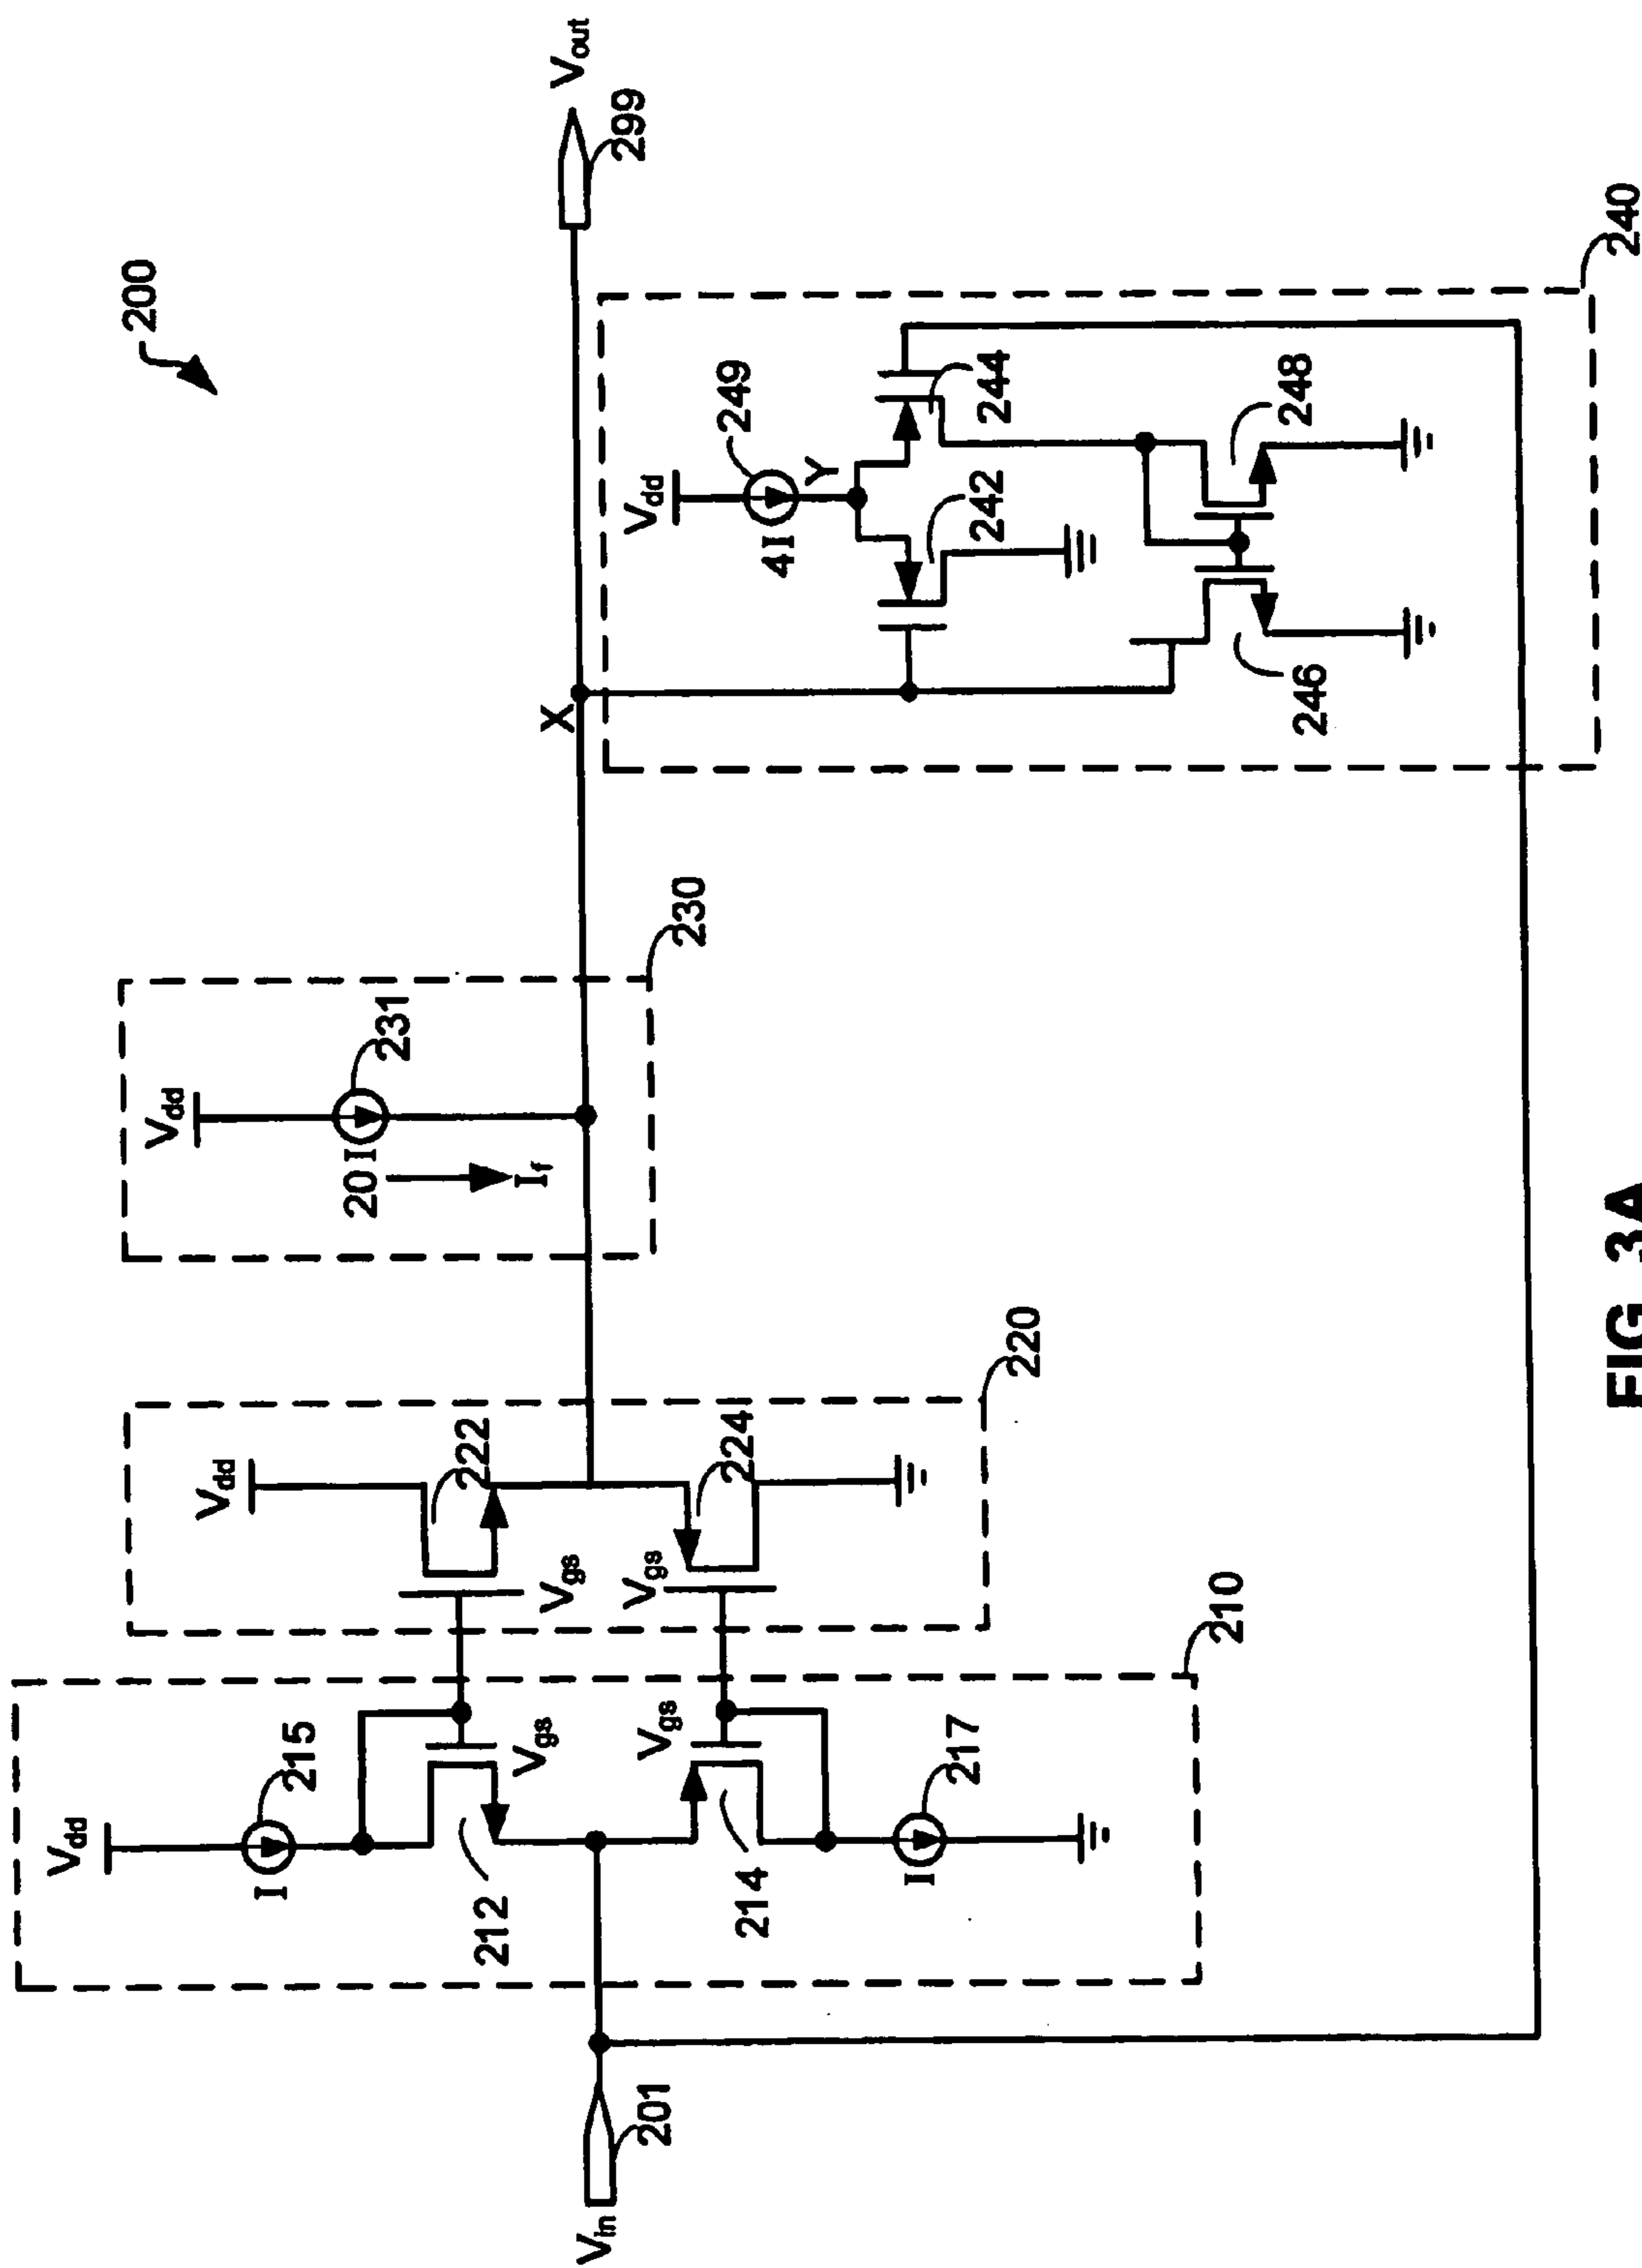 200
Vdd
I
215
212
Vgs
Vgs
214
I
217
210
Vin
201
Vdd
222
Vgs
Vgs
224
220
Vdd
231
20I
If
230
X
Vout
299
Vdd
249
4I
Y
242
244
246
248
240
FIG. 3A